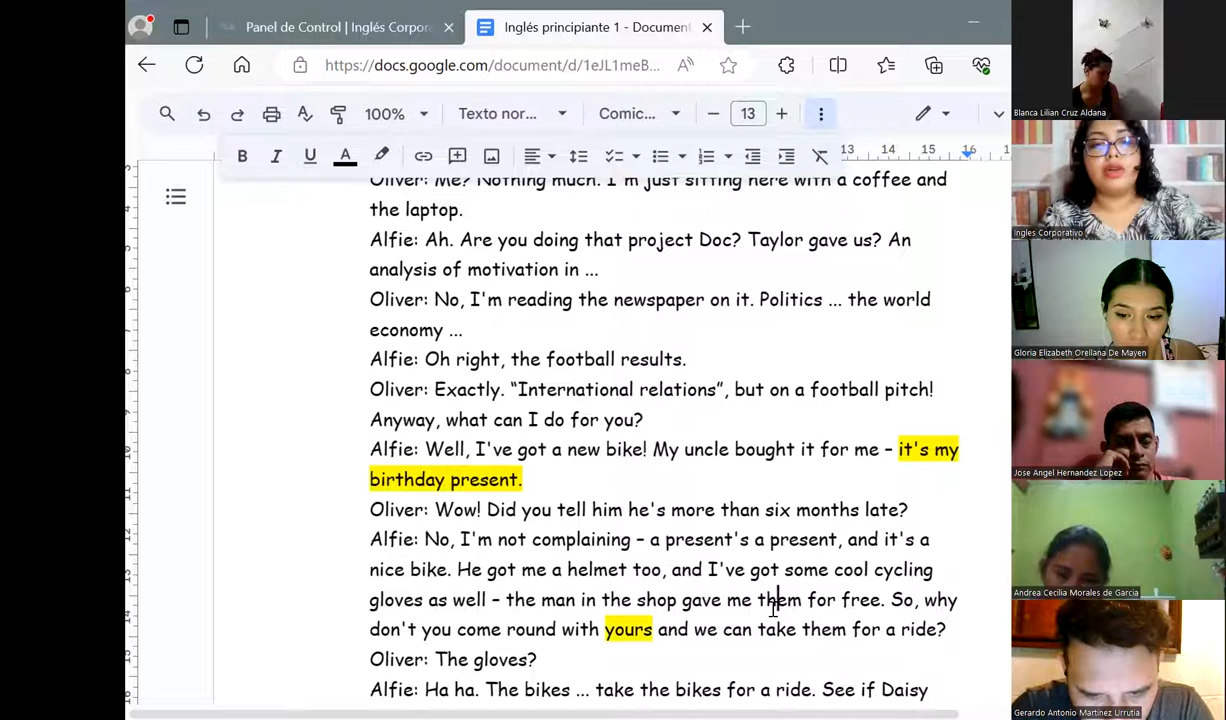 Panel de Control | Inglés Corpor
Inglés principiante 1 - Document
https://docs.google.com/document/d/1eJL1meB...
100%
Texto nor...
Comic...
13
13 14 15 16
Oliver: Me? Nothing much. I'm just sitting here with a coffee and
the laptop.
Alfie: Ah. Are you doing that project Doc? Taylor gave us? An
analysis of motivation in ...
Oliver: No, I'm reading the newspaper on it. Politics ... the world
economy ...
Alfie: Oh right, the football results.
Oliver: Exactly. “International relations”, but on a football pitch!
Anyway, what can I do for you?
Alfie: Well, I've got a new bike! My uncle bought it for me – it's my
birthday present.
Oliver: Wow! Did you tell him he's more than six months late?
Alfie: No, I'm not complaining – a present's a present, and it's a
nice bike. He got me a helmet too, and I've got some cool cycling
gloves as well – the man in the shop gave me them for free. So, why
don't you come round with yours and we can take them for a ride?
Oliver: The gloves?
Alfie: Ha ha. The bikes ... take the bikes for a ride. See if Daisy
Blanca Lilian Cruz Aldana
Ingles Corporativo
Gloria Elizabeth Orellana De Mayen
Jose Angel Hernandez Lopez
Andrea Cecilia Morales de Garcia
Gerardo Antonio Martínez Urrutia